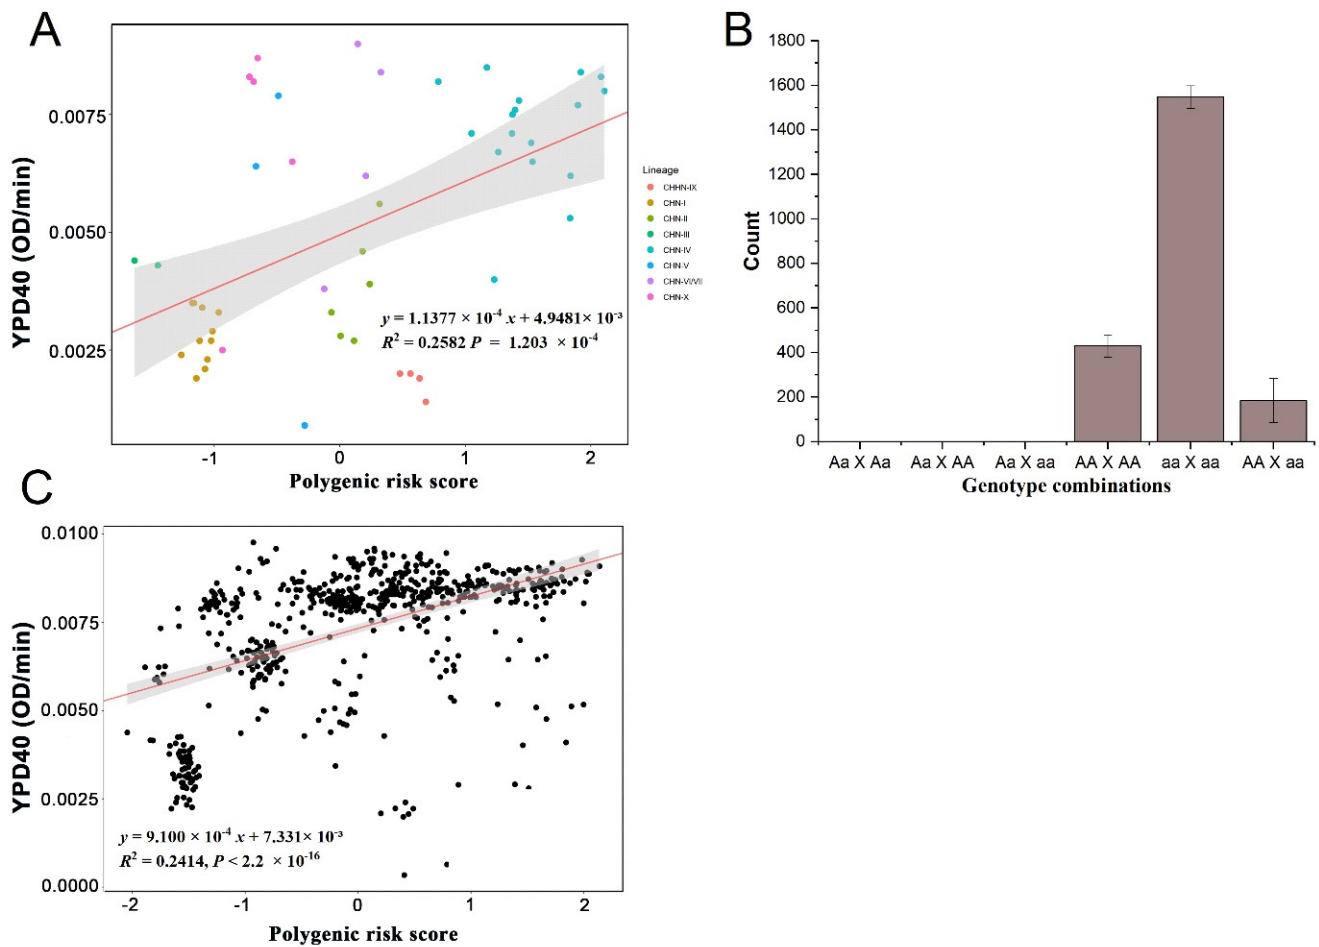 A
0.0075
0.0050
0.0025
YPD40 (OD/min)
-1
0
1
2
Polygenic risk score
y = 1.1377 × 10⁻⁴ x + 4.9481× 10⁻³
R² = 0.2582 P = 1.203 × 10⁻⁴
Lineage
CHHN-IX
CHN-I
CHN-II
CHN-III
CHN-IV
CHN-V
CHN-VI/VII
CHN-X
B
1800
1600
1400
1200
1000
800
600
400
200
0
Count
Aa X Aa
Aa X AA
Aa X aa
AA X AA
aa X aa
AA X aa
Genotype combinations
C
0.0100
0.0075
0.0050
0.0025
0.0000
YPD40 (OD/min)
y = 9.100 × 10⁻⁴ x + 7.331× 10⁻³
R² = 0.2414, P < 2.2 × 10⁻¹⁶
-2
-1
0
1
2
Polygenic risk score